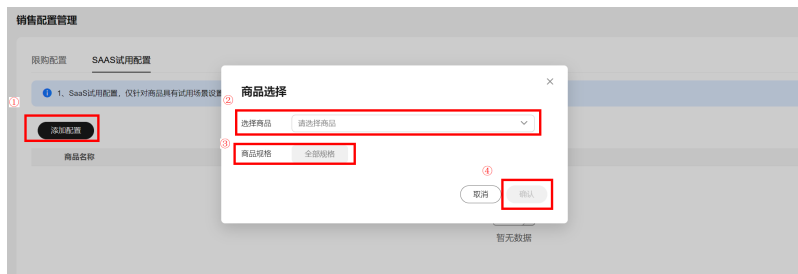 销售配置管理
限购配置 SAAS试用配置
① 1、SaaS试用配置，仅针对商品具有试用场景设置
添加配置
商品名称
商品选择
②
选择商品 请选择商品
③
商品规格 全部规格
④
取消 确认
暂无数据